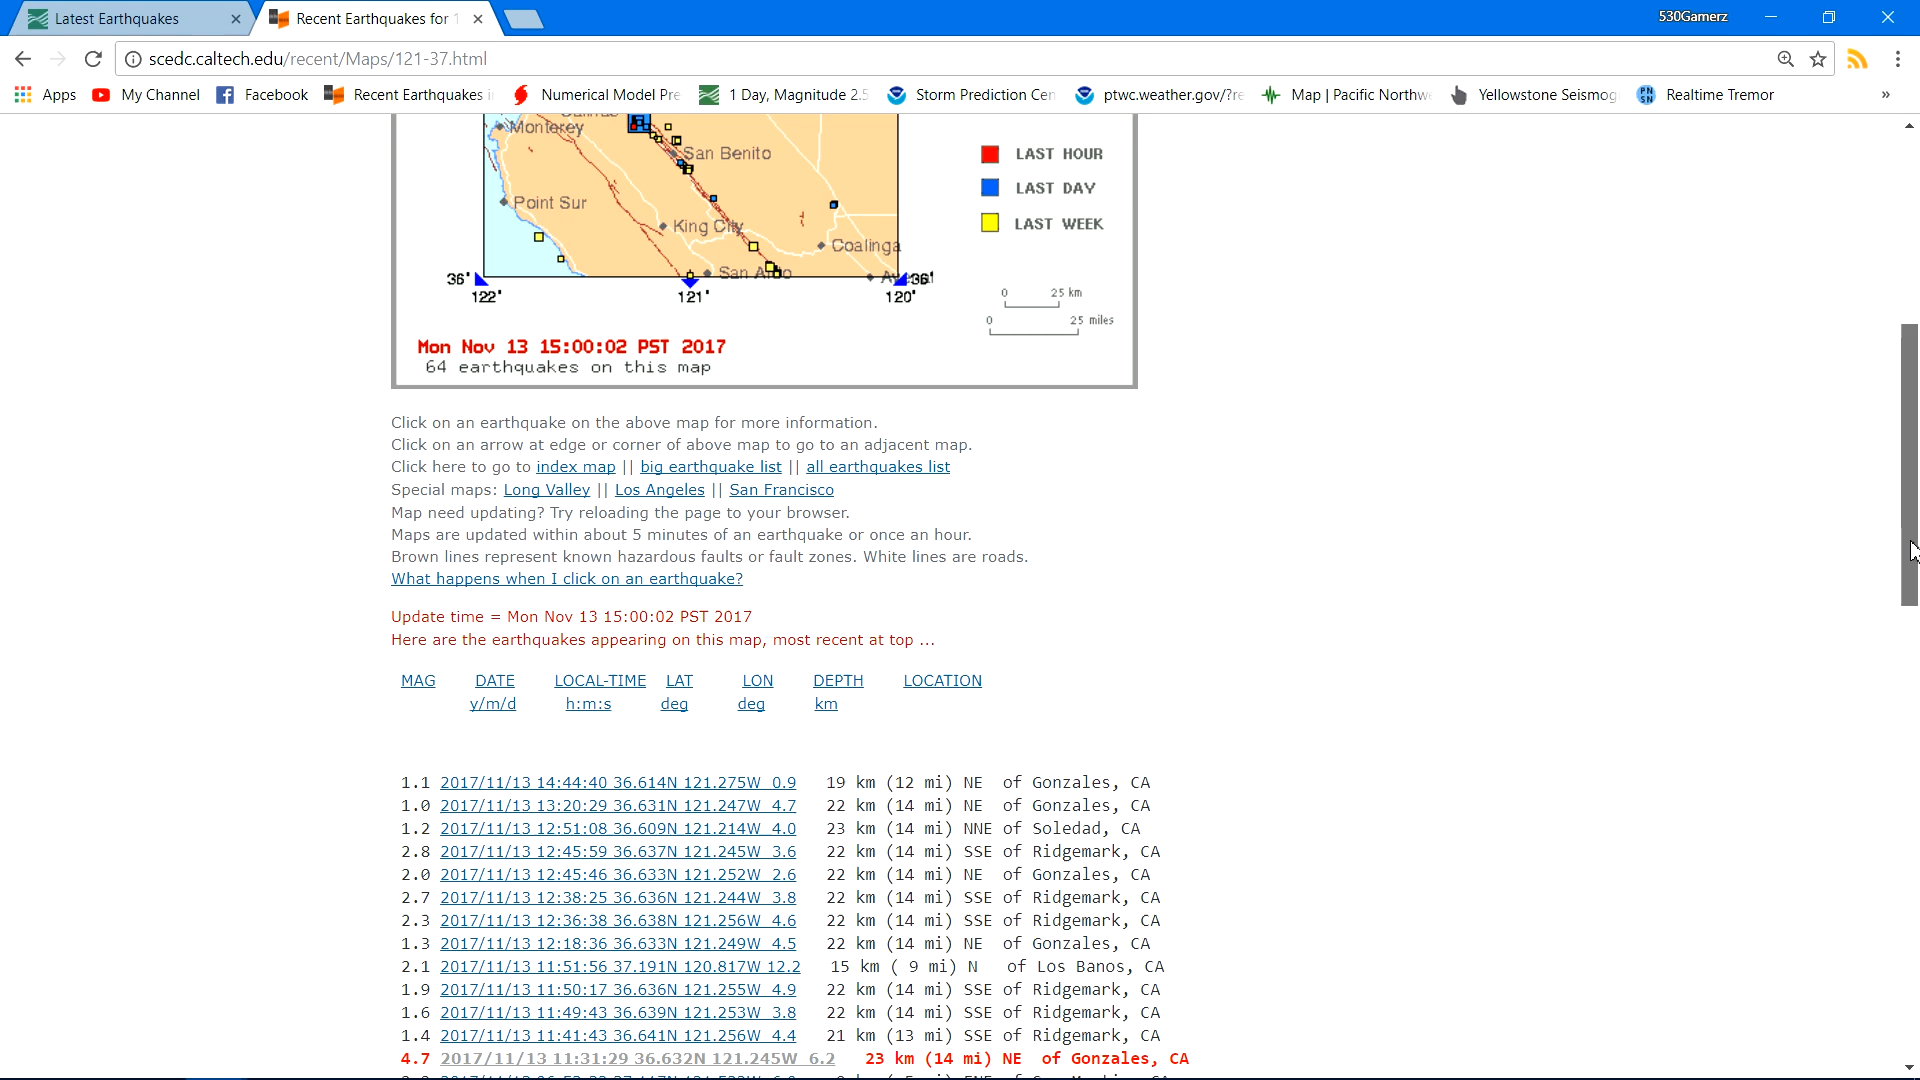 Latest Earthquakes
Recent Earthquakes for 1
530Gamerz
scedc.caltech.edu/recent/Maps/121-37.html
Apps My Channel Facebook Recent Earthquakes i Numerical Model Pre 1 Day, Magnitude 2.5 Storm Prediction Cen ptwc.weather.gov/?re Map | Pacific Northw Yellowstone Seismog Realtime Tremor »
Monterey
San Benito
LAST HOUR
LAST DAY
Point Sur
LAST WEEK
King City
Coalinga
San Ardo
36'
36'
122'
121'
120'
0 25 km
0 25 miles
Mon Nov 13 15:00:02 PST 2017
64 earthquakes on this map
Click on an earthquake on the above map for more information.
Click on an arrow at edge or corner of above map to go to an adjacent map.
Click here to go to index map || big earthquake list || all earthquakes list
Special maps: Long Valley || Los Angeles || San Francisco
Map need updating? Try reloading the page to your browser.
Maps are updated within about 5 minutes of an earthquake or once an hour.
Brown lines represent known hazardous faults or fault zones. White lines are roads.
What happens when I click on an earthquake?
Update time = Mon Nov 13 15:00:02 PST 2017
Here are the earthquakes appearing on this map, most recent at top ...
MAG DATE LOCAL-TIME LAT LON DEPTH LOCATION
y/m/d h:m:s deg deg km
1.1 2017/11/13 14:44:40 36.614N 121.275W 0.9 19 km (12 mi) NE of Gonzales, CA
1.0 2017/11/13 13:20:29 36.631N 121.247W 4.7 22 km (14 mi) NE of Gonzales, CA
1.2 2017/11/13 12:51:08 36.609N 121.214W 4.0 23 km (14 mi) NNE of Soledad, CA
2.8 2017/11/13 12:45:59 36.637N 121.245W 3.6 22 km (14 mi) SSE of Ridgemark, CA
2.0 2017/11/13 12:45:46 36.633N 121.252W 2.6 22 km (14 mi) NE of Gonzales, CA
2.7 2017/11/13 12:38:25 36.636N 121.244W 3.8 22 km (14 mi) SSE of Ridgemark, CA
2.3 2017/11/13 12:36:38 36.638N 121.256W 4.6 22 km (14 mi) SSE of Ridgemark, CA
1.3 2017/11/13 12:18:36 36.633N 121.249W 4.5 22 km (14 mi) NE of Gonzales, CA
2.1 2017/11/13 11:51:56 37.191N 120.817W 12.2 15 km ( 9 mi) N of Los Banos, CA
1.9 2017/11/13 11:50:17 36.636N 121.255W 4.9 22 km (14 mi) SSE of Ridgemark, CA
1.6 2017/11/13 11:49:43 36.639N 121.253W 3.8 22 km (14 mi) SSE of Ridgemark, CA
1.4 2017/11/13 11:41:43 36.641N 121.256W 4.4 21 km (13 mi) SSE of Ridgemark, CA
4.7 2017/11/13 11:31:29 36.632N 121.245W 6.2 23 km (14 mi) NE of Gonzales, CA